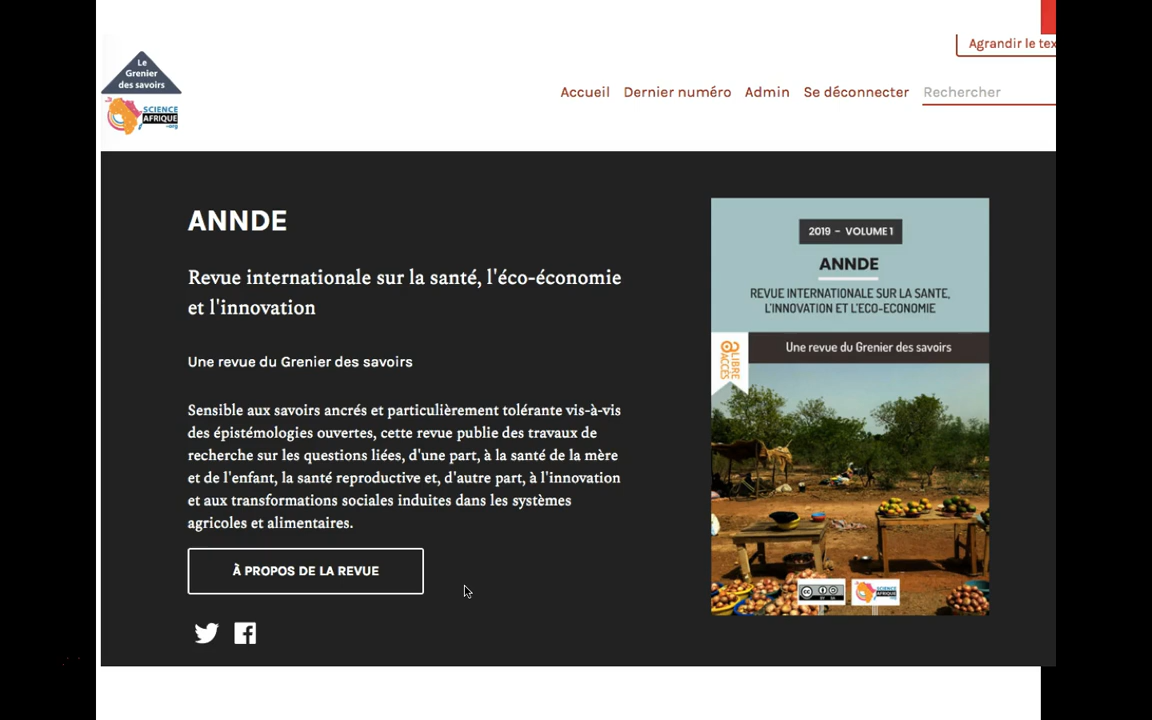 Agrandir le tex
Le
Grenier
des savoirs
SCIENCE
AFRIQUE
.org
Accueil Dernier numéro Admin Se déconnecter Rechercher
ANNDE
Revue internationale sur la santé, l'éco-économie
et l'innovation
Une revue du Grenier des savoirs
Sensible aux savoirs ancrés et particulièrement tolérante vis-à-vis
des épistémologies ouvertes, cette revue publie des travaux de
recherche sur les questions liées, d'une part, à la santé de la mère
et de l'enfant, la santé reproductive et, d'autre part, à l'innovation
et aux transformations sociales induites dans les systèmes
agricoles et alimentaires.
À PROPOS DE LA REVUE
2019 – VOLUME 1
ANNDE
REVUE INTERNATIONALE SUR LA SANTE,
L'INNOVATION ET L'ECO-ECONOMIE
Une revue du Grenier des savoirs
LIBRE
ACCÈS
CC
BY SA
SCIENCE
AFRIQUE